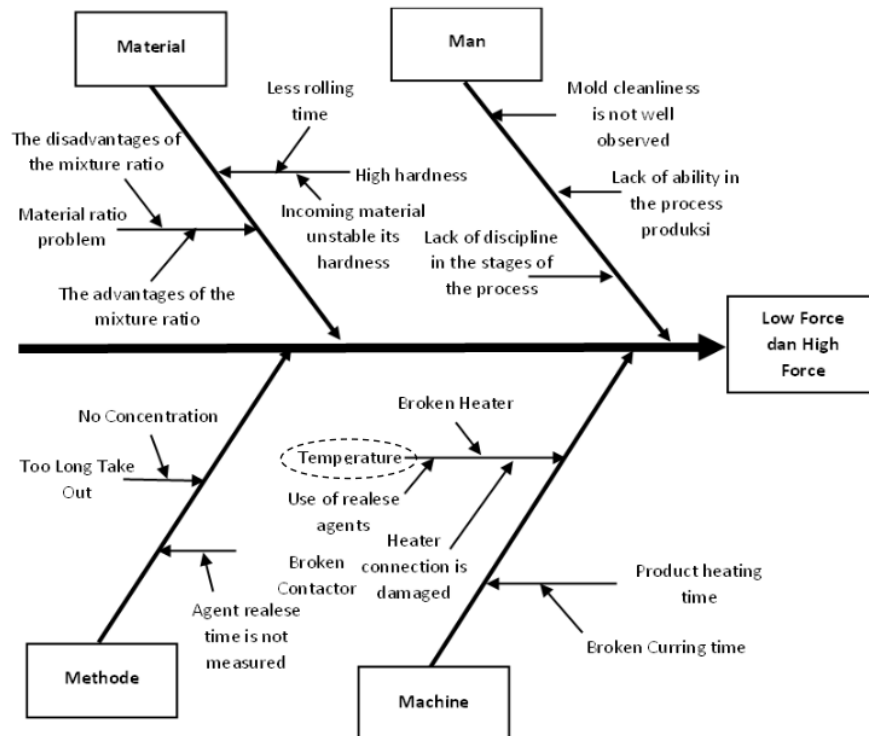 Material
Man
Less rolling
time
Mold cleanliness
is not well
observed
The disadvantages of
the mixture ratio
High hardness
Lack of ability in
the process
produksi
Material ratio
problem
Incoming material
unstable its
hardness
Lack of discipline
in the stages of
the process
The advantages of the
mixture ratio
Low Force
dan High
Force
No Concentration
Broken Heater
Too Long Take
Out
Temperature
Use of realese
agents
Heater
connection is
damaged
Broken
Contactor
Product heating
time
Agent realese
time is not
measured
Broken Curring time
Methode
Machine